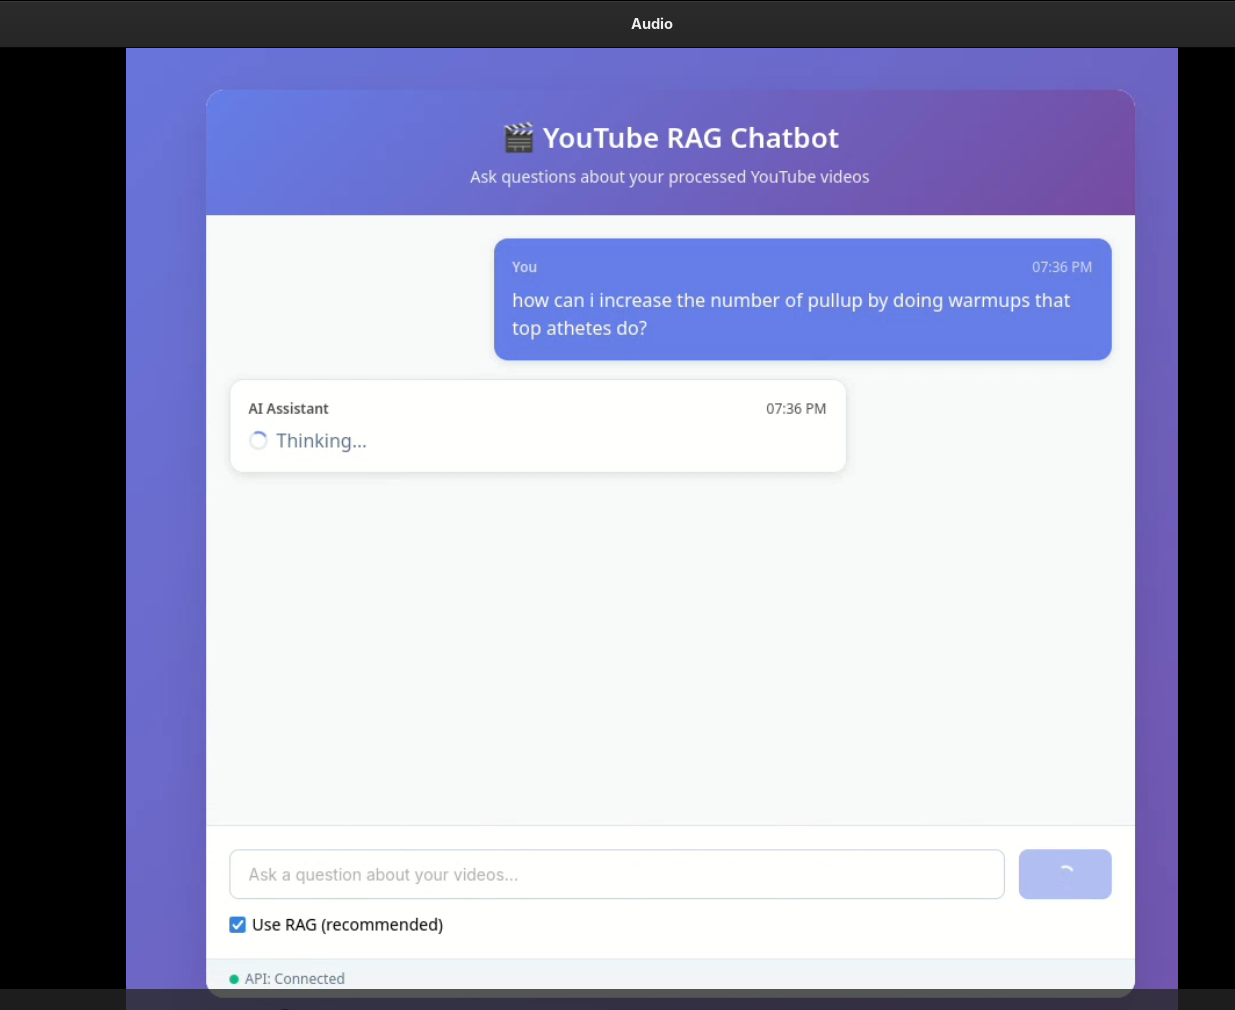 Audio
🎬 YouTube RAG Chatbot
Ask questions about your processed YouTube videos
You 07:36 PM
how can i increase the number of pullup by doing warmups that
top athetes do?
AI Assistant 07:36 PM
Thinking...
Ask a question about your videos...
Use RAG (recommended)
API: Connected